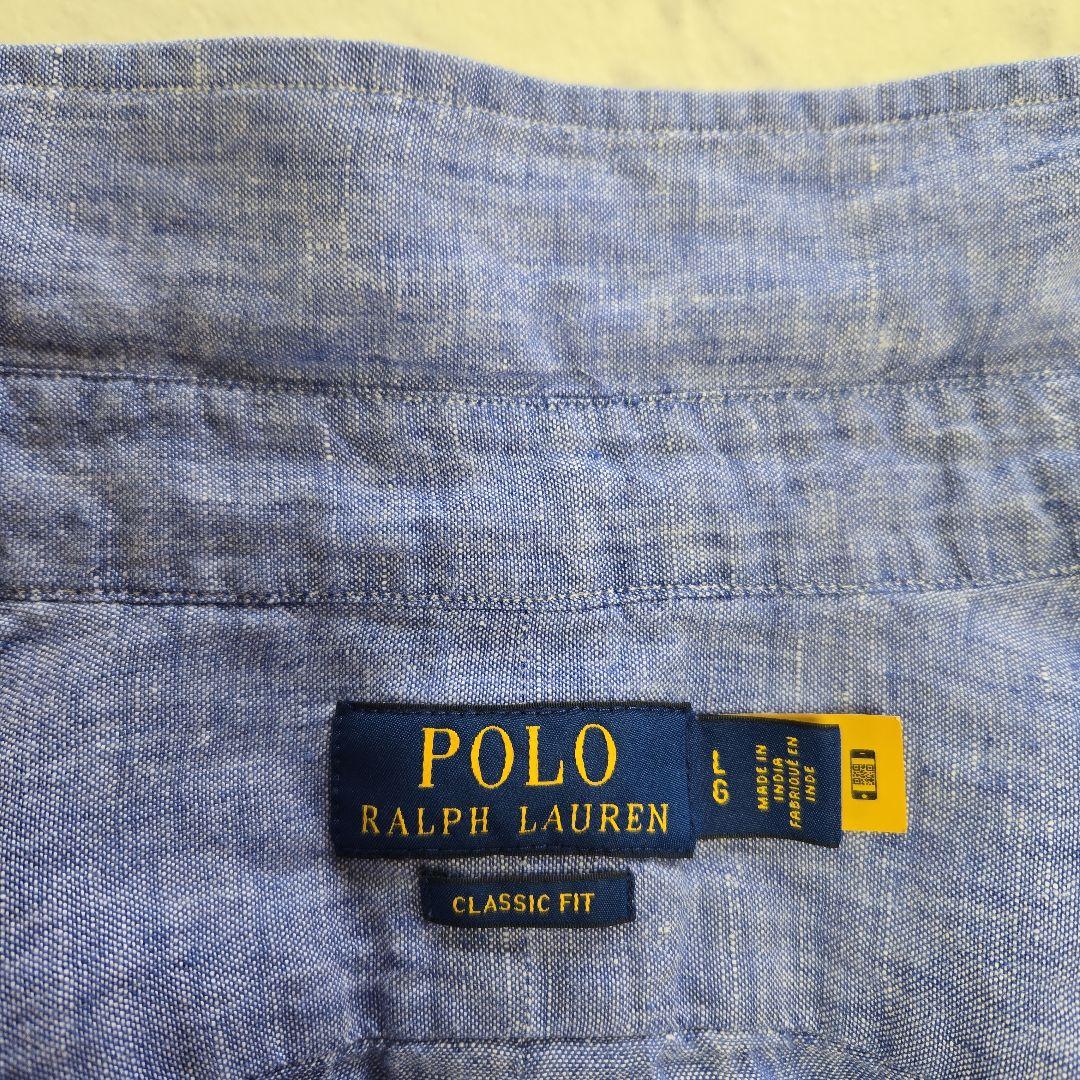 POLO
RALPH LAUREN
L
G
MADE IN
INDIA
FABRIQUÉ EN
INDE
CLASSIC FIT